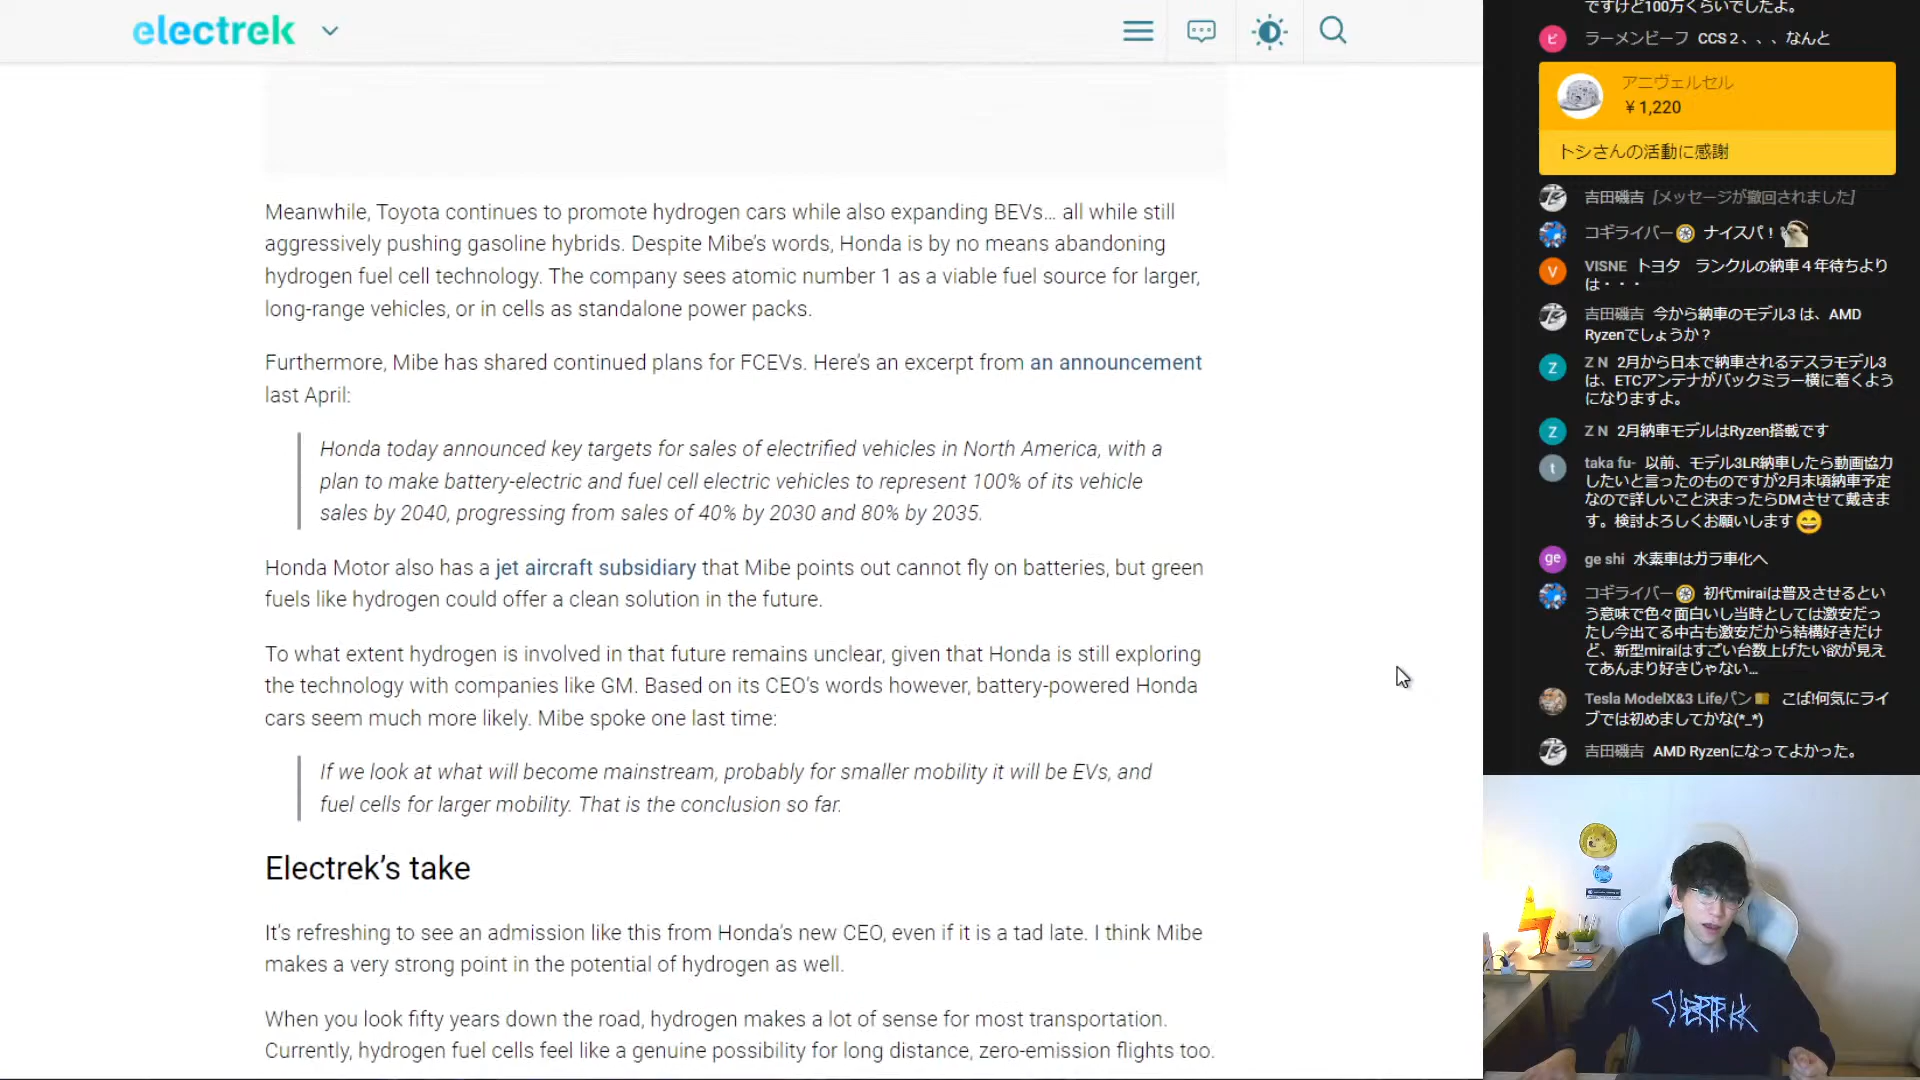 electrek
Meanwhile, Toyota continues to promote hydrogen cars while also expanding BEVs… all while still
aggressively pushing gasoline hybrids. Despite Mibe’s words, Honda is by no means abandoning
hydrogen fuel cell technology. The company sees atomic number 1 as a viable fuel source for larger,
long-range vehicles, or in cells as standalone power packs.
Furthermore, Mibe has shared continued plans for FCEVs. Here’s an excerpt from an announcement
last April:
Honda today announced key targets for sales of electrified vehicles in North America, with a
plan to make battery-electric and fuel cell electric vehicles to represent 100% of its vehicle
sales by 2040, progressing from sales of 40% by 2030 and 80% by 2035.
Honda Motor also has a jet aircraft subsidiary that Mibe points out cannot fly on batteries, but green
fuels like hydrogen could offer a clean solution in the future.
To what extent hydrogen is involved in that future remains unclear, given that Honda is still exploring
the technology with companies like GM. Based on its CEO’s words however, battery-powered Honda
cars seem much more likely. Mibe spoke one last time:
If we look at what will become mainstream, probably for smaller mobility it will be EVs, and
fuel cells for larger mobility. That is the conclusion so far.
Electrek’s take
It’s refreshing to see an admission like this from Honda’s new CEO, even if it is a tad late. I think Mibe
makes a very strong point in the potential of hydrogen as well.
When you look fifty years down the road, hydrogen makes a lot of sense for most transportation.
Currently, hydrogen fuel cells feel like a genuine possibility for long distance, zero-emission flights too.
ですけど100万くらいでしたよ。
ピ ラーメンビーフ CCS２、、、なんと
アニヴェルセル
￥1,220
トシさんの活動に感謝
吉田磯吉 [メッセージが撤回されました]
コギライバー ナイスパ！
V VISNE トヨタ　ランクルの納車４年待ちより
は・・・
吉田磯吉 今から納車のモデル3 は、AMD
Ryzenでしょうか？
Z Z N 2月から日本で納車されるテスラモデル3
は、ETCアンテナがバックミラー横に着くよう
になりますよ。
Z Z N 2月納車モデルはRyzen搭載です
t taka fu- 以前、モデル3LR納車したら動画協力
したいと言ったのものですが2月末頃納車予定
なので詳しいこと決まったらDMさせて戴きま
す。検討よろしくお願いします😄
ge ge shi 水素車はガラ車化へ
コギライバー 初代miraiは普及させるとい
う意味で色々面白いし当時としては激安だっ
たし今出てる中古も激安だから結構好きだけ
ど、新型miraiはすごい台数上げたい欲が見え
てあんまり好きじゃない...
Tesla ModelX&3 Lifeパン こば!何気にライ
ブでは初めましてかな(*_*)
吉田磯吉 AMD Ryzenになってよかった。